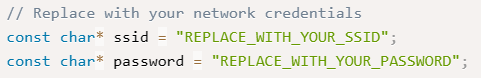 // Replace with your network credentials
const char* ssid = "REPLACE_WITH_YOUR_SSID";
const char* password = "REPLACE_WITH_YOUR_PASSWORD";